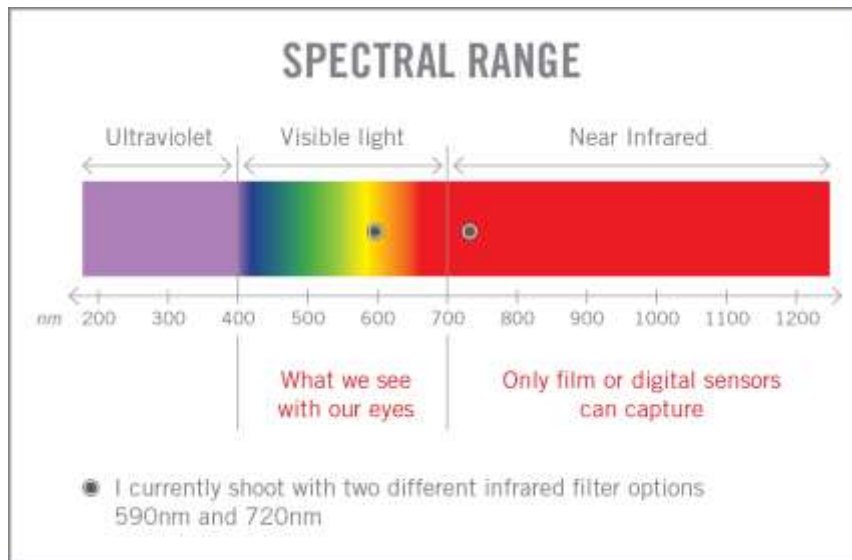 SPECTRAL RANGE
Ultraviolet Visible light Near Infrared
nm 200 300 400 500 600 700 800 900 1000 1100 1200
What we see
with our eyes
Only film or digital sensors
can capture
I currently shoot with two different infrared filter options
590nm and 720nm